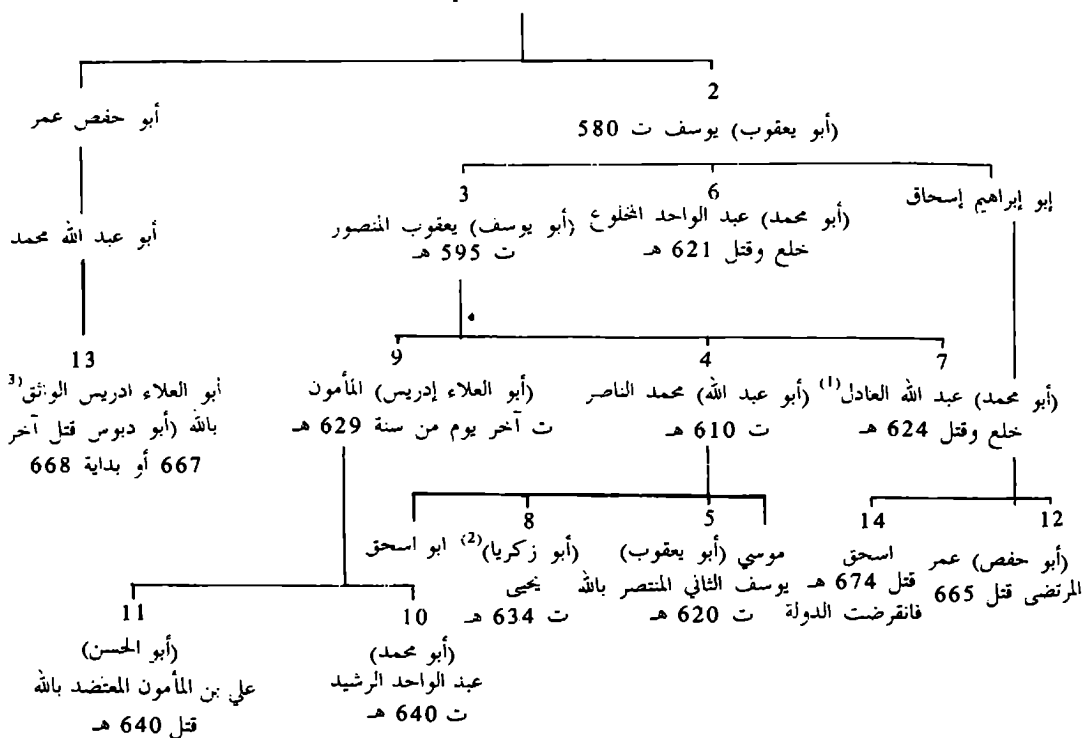 2
أبو حفص عمر
(أبو يعقوب) يوسف ت 580
3
6
إبو إبراهيم إسحاق
(أبو محمد) عبد الواحد المخلوع
خلع وقتل 621 هـ
(أبو يوسف) يعقوب المنصور
ت 595 هـ
أبو عبد الله محمد
13
9
4
7
(أبو محمد) عبد الله العادل (1)
خلع وقتل 624 هـ
(أبو عبد الله) محمد الناصر
ت 610 هـ
(أبو العلاء إدريس) المأمون
ت آخر يوم من سنة 629 هـ
أبو العلاء ادريس الواثق (3)
بالله (أبو دبوس قتل آخر
667 أو بداية 668
8
5
14
12
(أبو حفص) عمر
المرتضى قتل 665
اسحق
قتل 674 هـ
فانقرضت الدولة
موسي
(أبو يعقوب)
يوسف الثاني المنتصر بالله
ت 620 هـ
(أبو زكريا) (2)
يحيى
ت 634 هـ
ابو اسحق
11
10
(أبو محمد)
عبد الواحد الرشيد
ت 640 هـ
(أبو الحسن)
علي بن المأمون المعتضد بالله
قتل 640 هـ